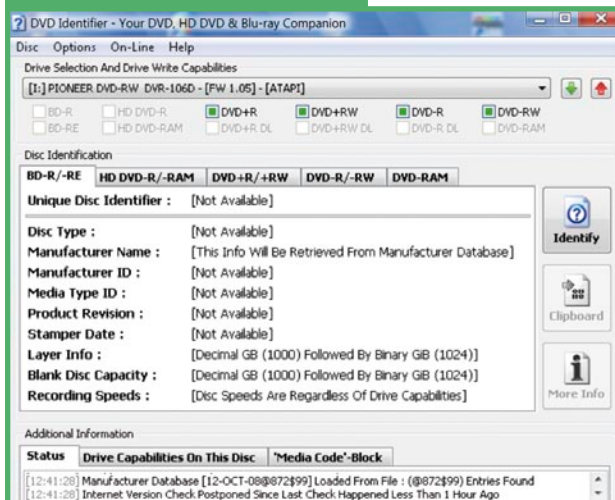 DVD Identifier - Your DVD, HD DVD & Blu-ray Companion
Disc Options On-Line Help
Drive Selection And Drive Write Capabilities
[I:] PIONEER DVD-RW DVR-106D - [FW 1.05] - [ATAPI]
BD-R HD DVD-R DVD+R DVD+RW DVD-R DVD-RW
BD-RE HD DVD-RAM DVD+R DL DVD+RW DL DVD-R DL DVD-RAM
Disc Identification
BD-R/-RE HD DVD-R/-RAM DVD+R/+RW DVD-R/-RW DVD-RAM
Unique Disc Identifier : [Not Available]
Disc Type : [Not Available]
Manufacturer Name : [This Info Will Be Retrieved From Manufacturer Database]
Manufacturer ID : [Not Available]
Media Type ID : [Not Available]
Product Revision : [Not Available]
Stamper Date : [Not Available]
Layer Info : [Decimal GB (1000) Followed By Binary GiB (1024)]
Blank Disc Capacity : [Decimal GB (1000) Followed By Binary GiB (1024)]
Recording Speeds : [Disc Speeds Are Regardless Of Drive Capabilities]
Identify
Clipboard
More Info
Additional Information
Status Drive Capabilities On This Disc 'Media Code'-Block
[12:41:28] Manufacturer Database [12-OCT-08@872$99] Loaded From File : (@872$99) Entries Found
[12:41:28] Internet Version Check Postponed Since Last Check Happened Less Than 1 Hour Ago